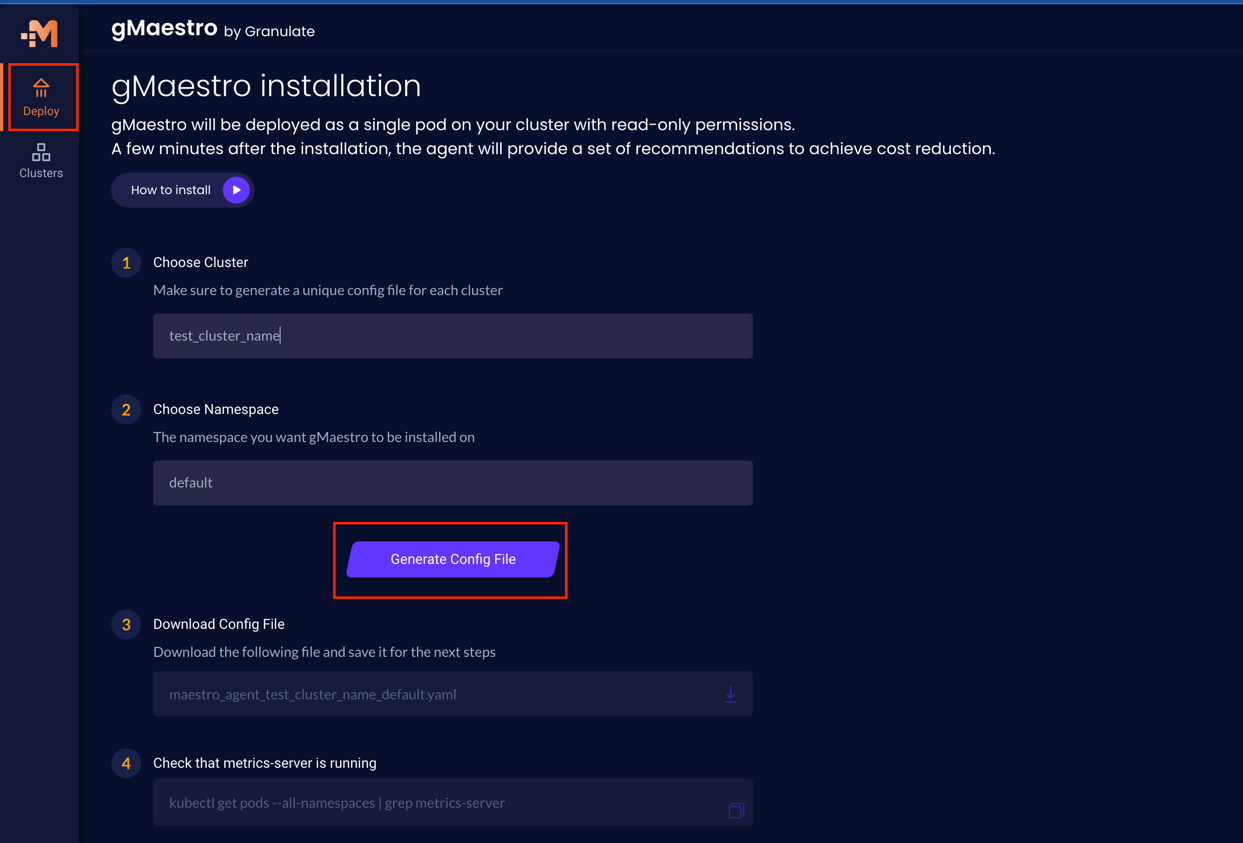 gMaestro by Granulate
Deploy
Clusters
gMaestro installation
gMaestro will be deployed as a single pod on your cluster with read-only permissions.
A few minutes after the installation, the agent will provide a set of recommendations to achieve cost reduction.
How to install
1 Choose Cluster
Make sure to generate a unique config file for each cluster
test_cluster_name
2 Choose Namespace
The namespace you want gMaestro to be installed on
default
Generate Config File
3 Download Config File
Download the following file and save it for the next steps
maestro_agent_test_cluster_name_default.yaml
4 Check that metrics-server is running
kubectl get pods --all-namespaces | grep metrics-server